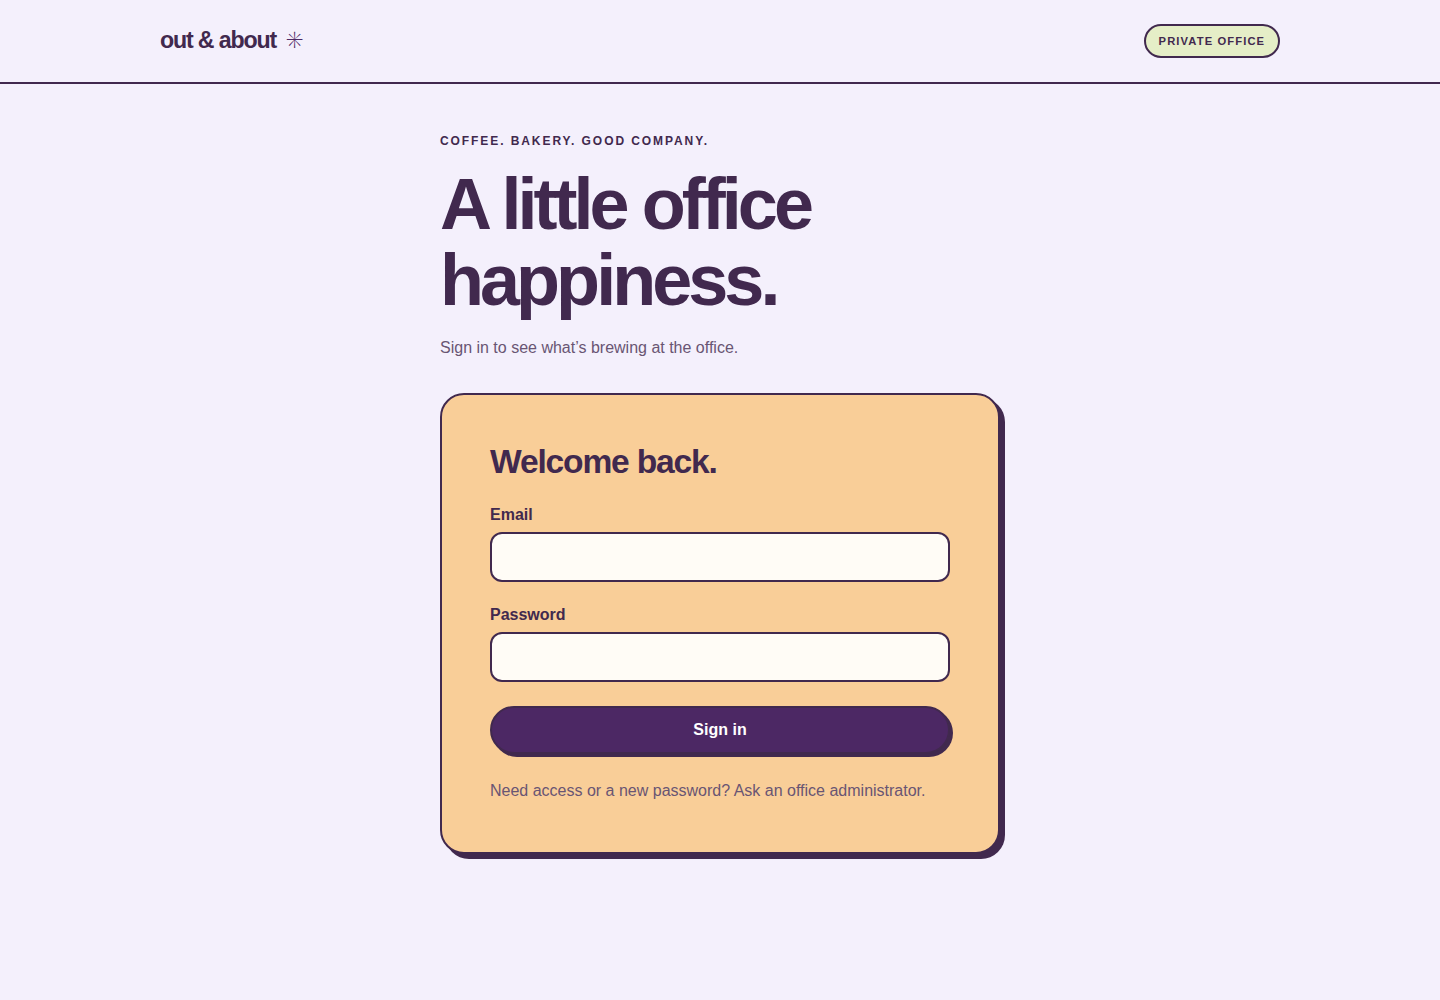 out & about ✳
PRIVATE OFFICE
COFFEE. BAKERY. GOOD COMPANY.
A little office
happiness.
Sign in to see what’s brewing at the office.
Welcome back.
Email
Password
Sign in
Need access or a new password? Ask an office administrator.